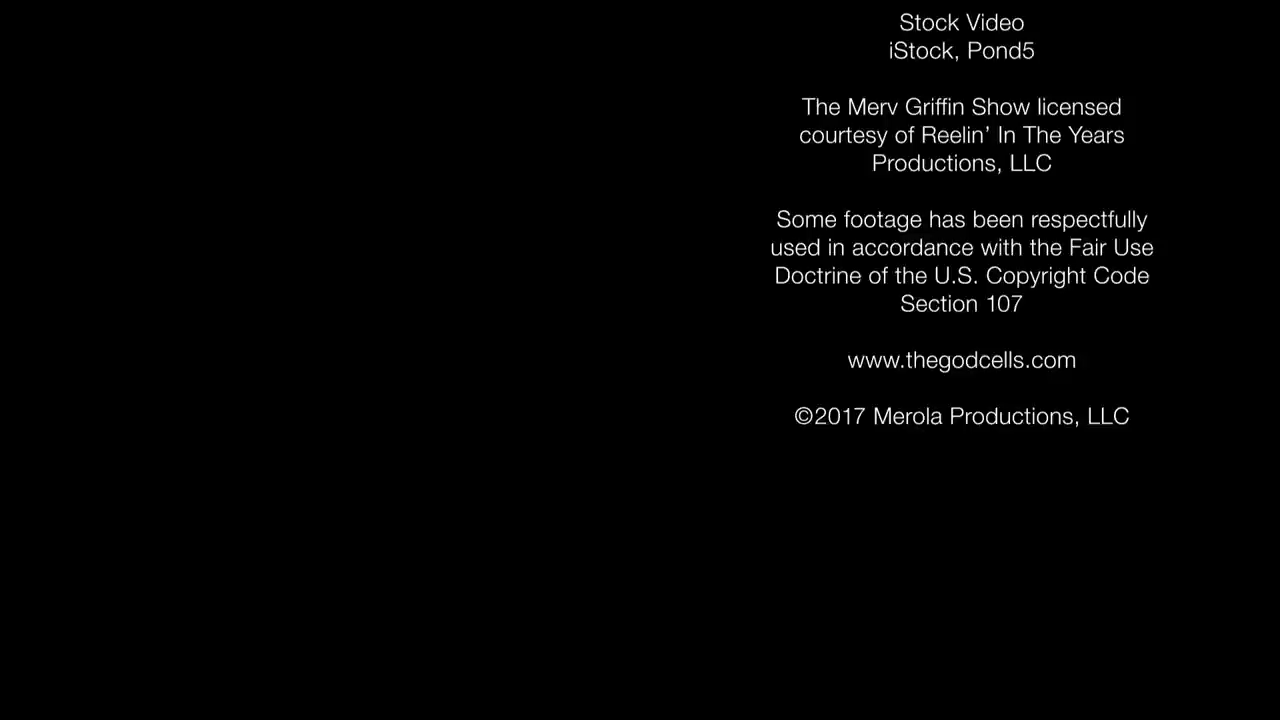 Stock Video
iStock, Pond5
The Merv Griffin Show licensed
courtesy of Reelin’ In The Years
Productions, LLC
Some footage has been respectfully
used in accordance with the Fair Use
Doctrine of the U.S. Copyright Code
Section 107
www.thegodcells.com
©2017 Merola Productions, LLC